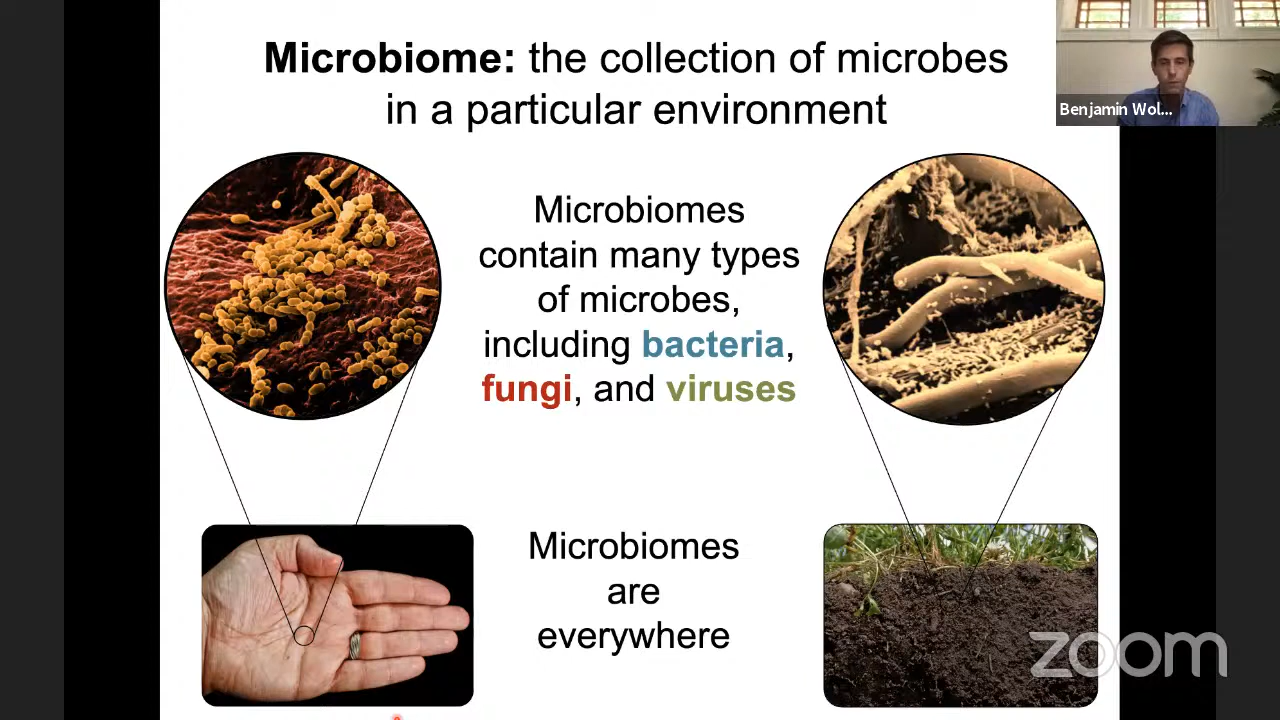 Microbiome: the collection of microbes
in a particular environment
Benjamin Wol...
Microbiomes
contain many types
of microbes,
including bacteria,
fungi, and viruses
Microbiomes
are
everywhere
zoom